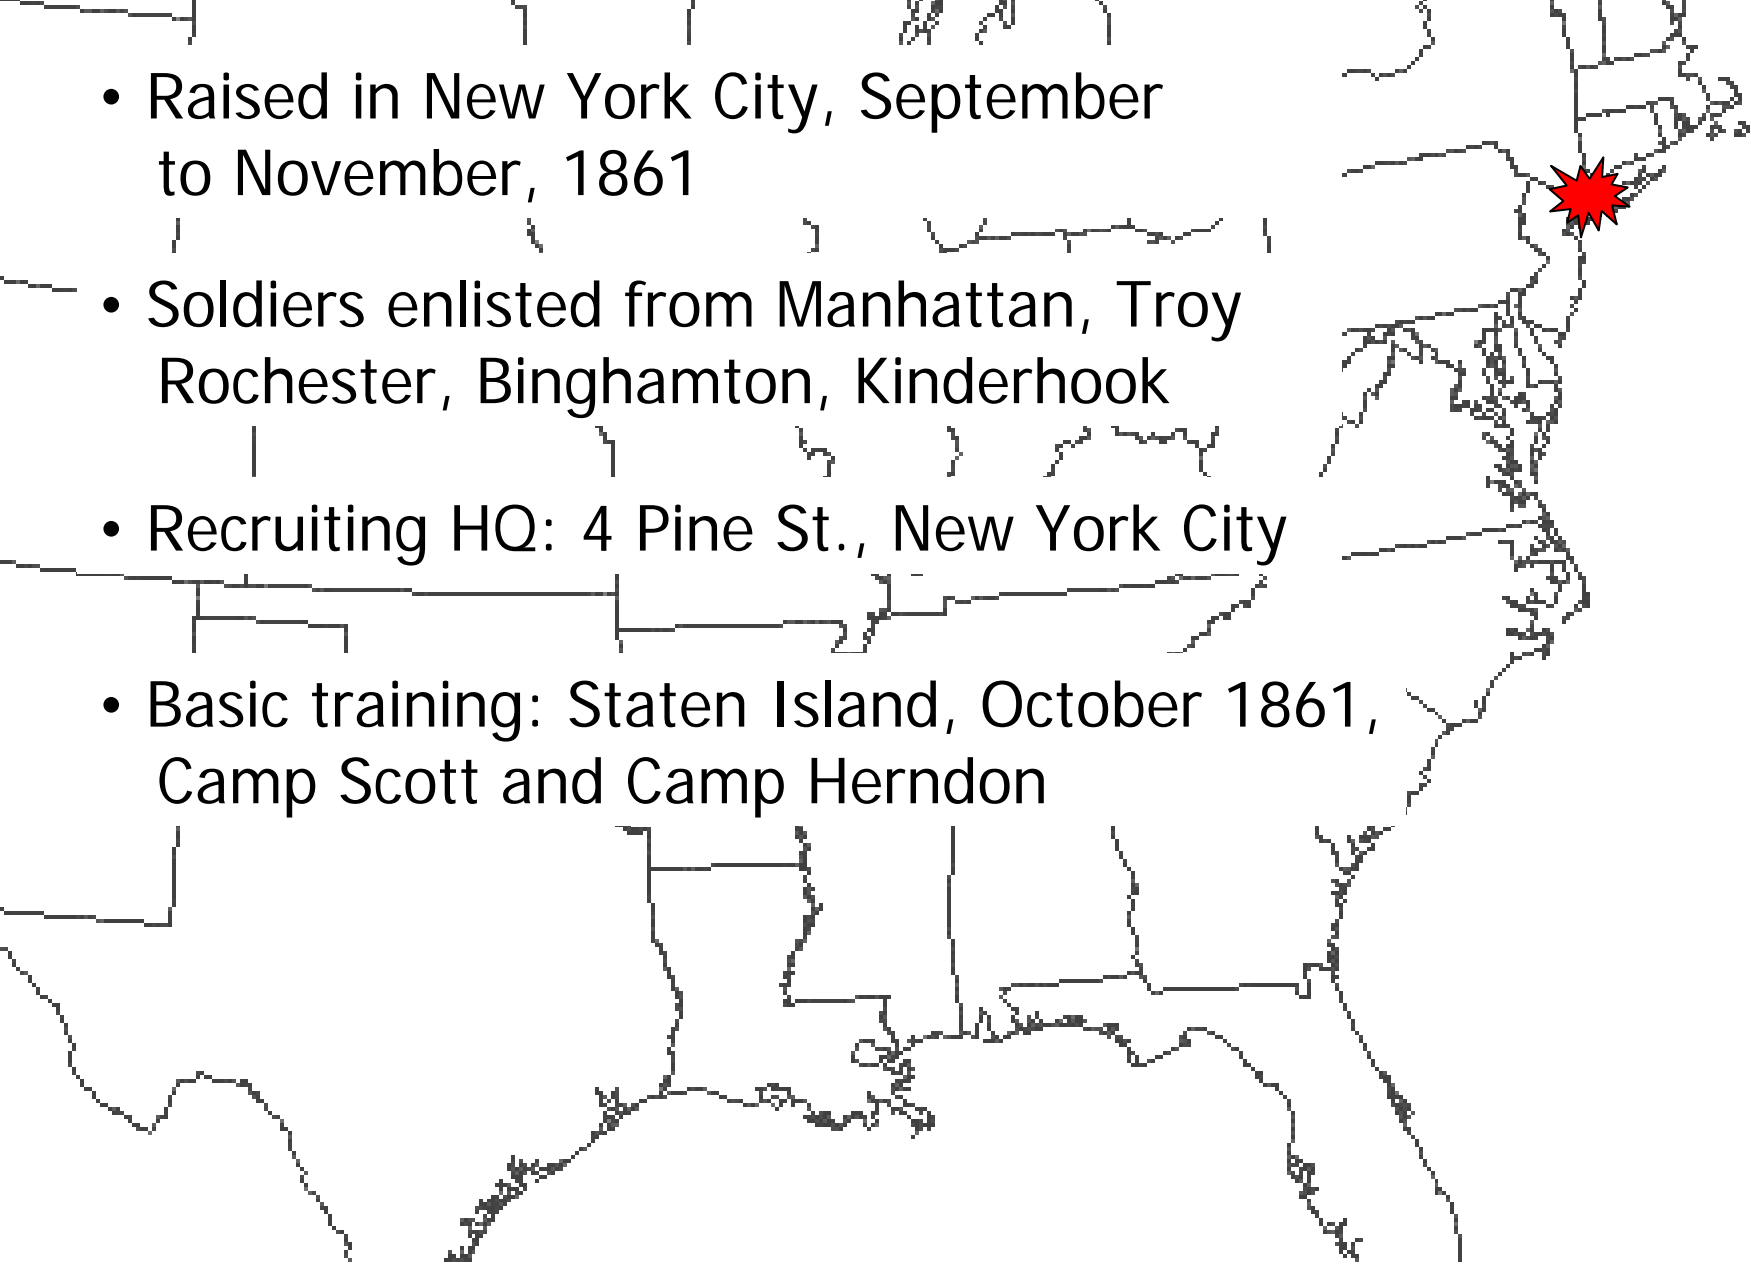 • Raised in New York City, September
to November, 1861
• Soldiers enlisted from Manhattan, Troy
Rochester, Binghamton, Kinderhook
• Recruiting HQ: 4 Pine St., New York City
• Basic training: Staten Island, October 1861,
Camp Scott and Camp Herndon